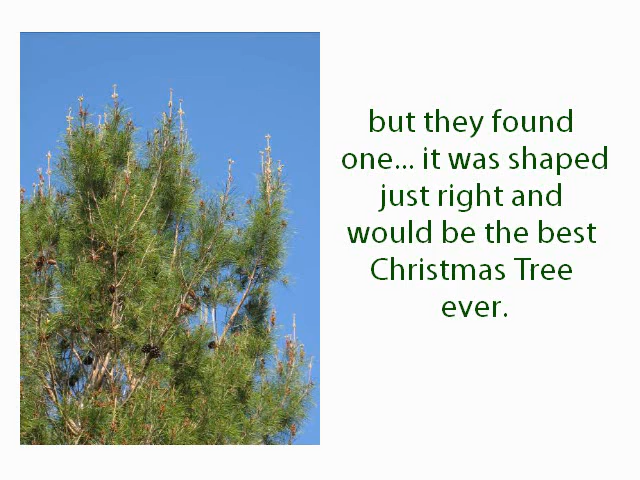 but they found
one... it was shaped
just right and
would be the best
Christmas Tree
ever.